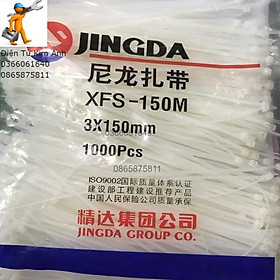 JINGDA
Điện Tử Kim Anh
0366061640
0865875811
尼龙扎带
XFS-150M
3X150mm
1000Pcs
0865875811
ISO9002国际质量体系认证
建设部工程建设推荐产品
中国人民保险公司质量承保
精达集团公司
JINGDA GROUP CO.